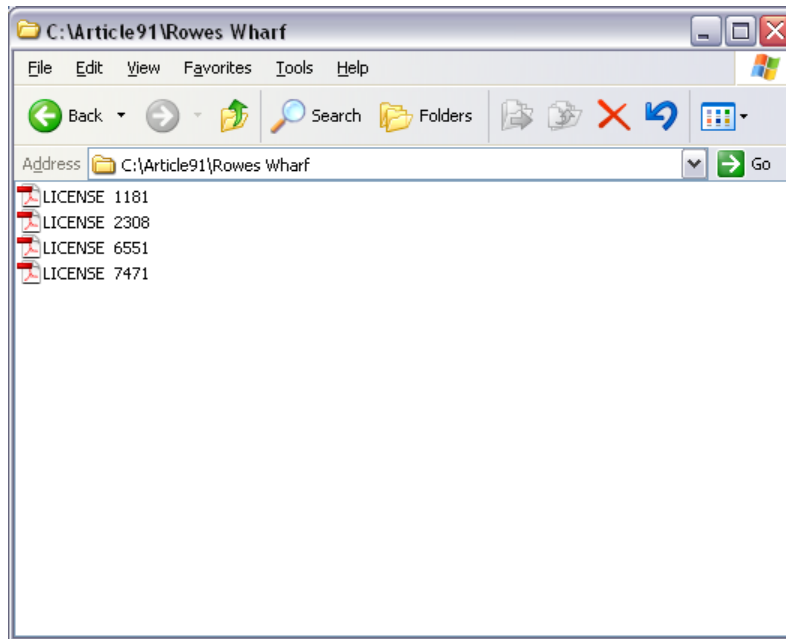 C:\Article91\Rowes Wharf
File Edit View Favorites Tools Help
Back Search Folders
Address C:\Article91\Rowes Wharf Go
LICENSE 1181
LICENSE 2308
LICENSE 6551
LICENSE 7471